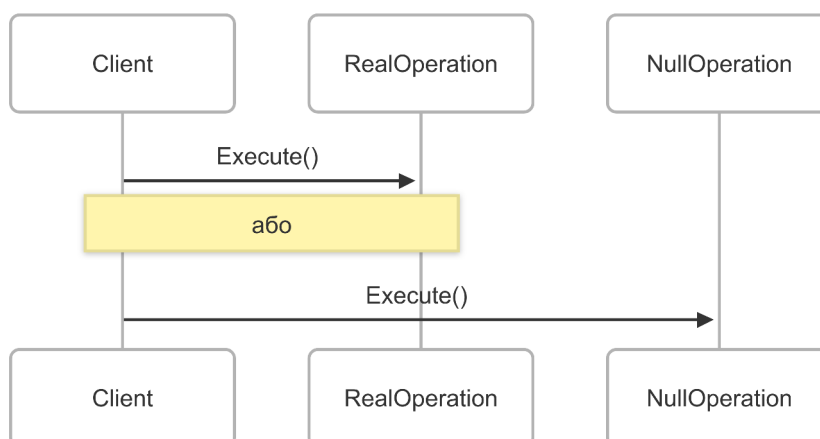 Client
RealOperation
NullOperation
Execute()
або
Execute()
Client
RealOperation
NullOperation